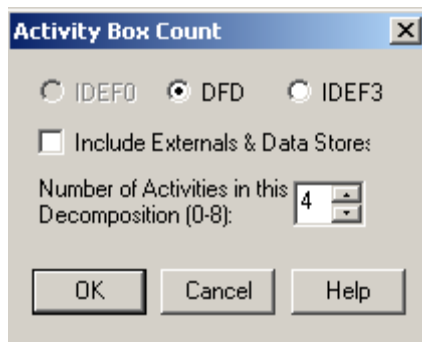 Activity Box Count
IDEF0 DFD IDEF3
Include Externals & Data Stores
Number of Activities in this
Decomposition (0-8):
4
OK Cancel Help